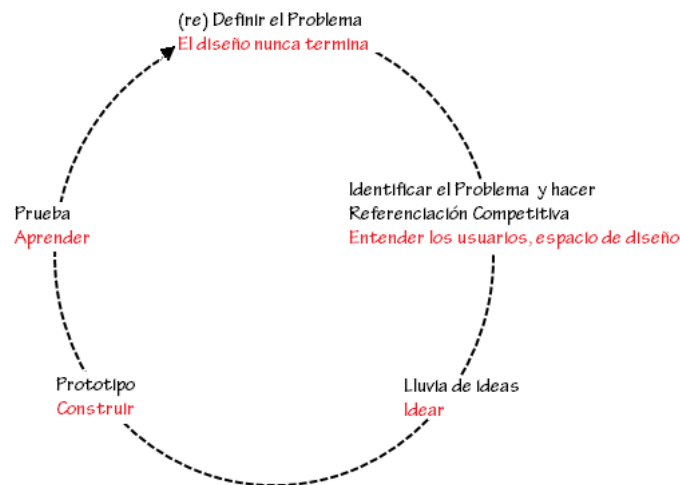 (re) Definir el Problema
El diseño nunca termina
Identificar el Problema y hacer
Referenciación Competitiva
Entender los usuarios, espacio de diseño
Lluvia de ideas
Idear
Prototipo
Construir
Prueba
Aprender